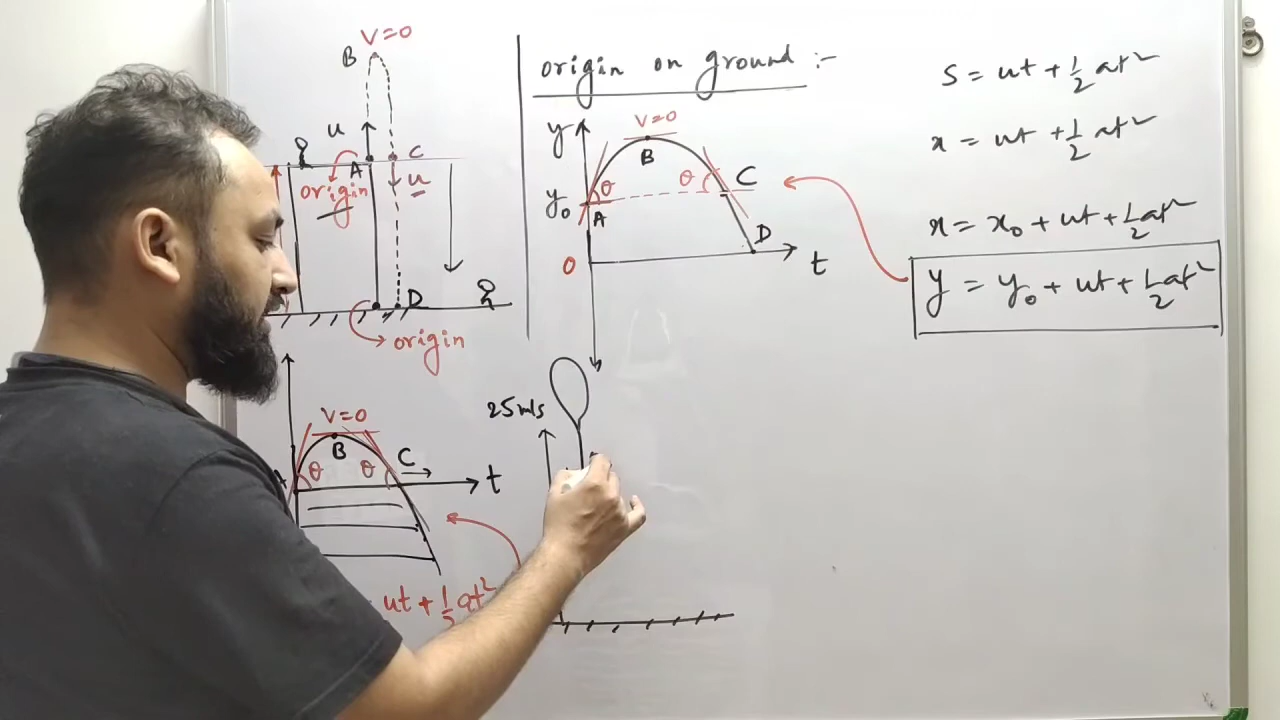 V=0
B
u
A
C
origin
u
D
origin
V=0
B
θ
θ
C
A
t
ut + 1/2 at²
origin on ground :-
y
V=0
B
θ
θ
C
y₀
A
D
0
t
25 m/s
S = ut + 1/2 at²
x = ut + 1/2 at²
x = x₀ + ut + 1/2 at²
y = y₀ + ut + 1/2 at²